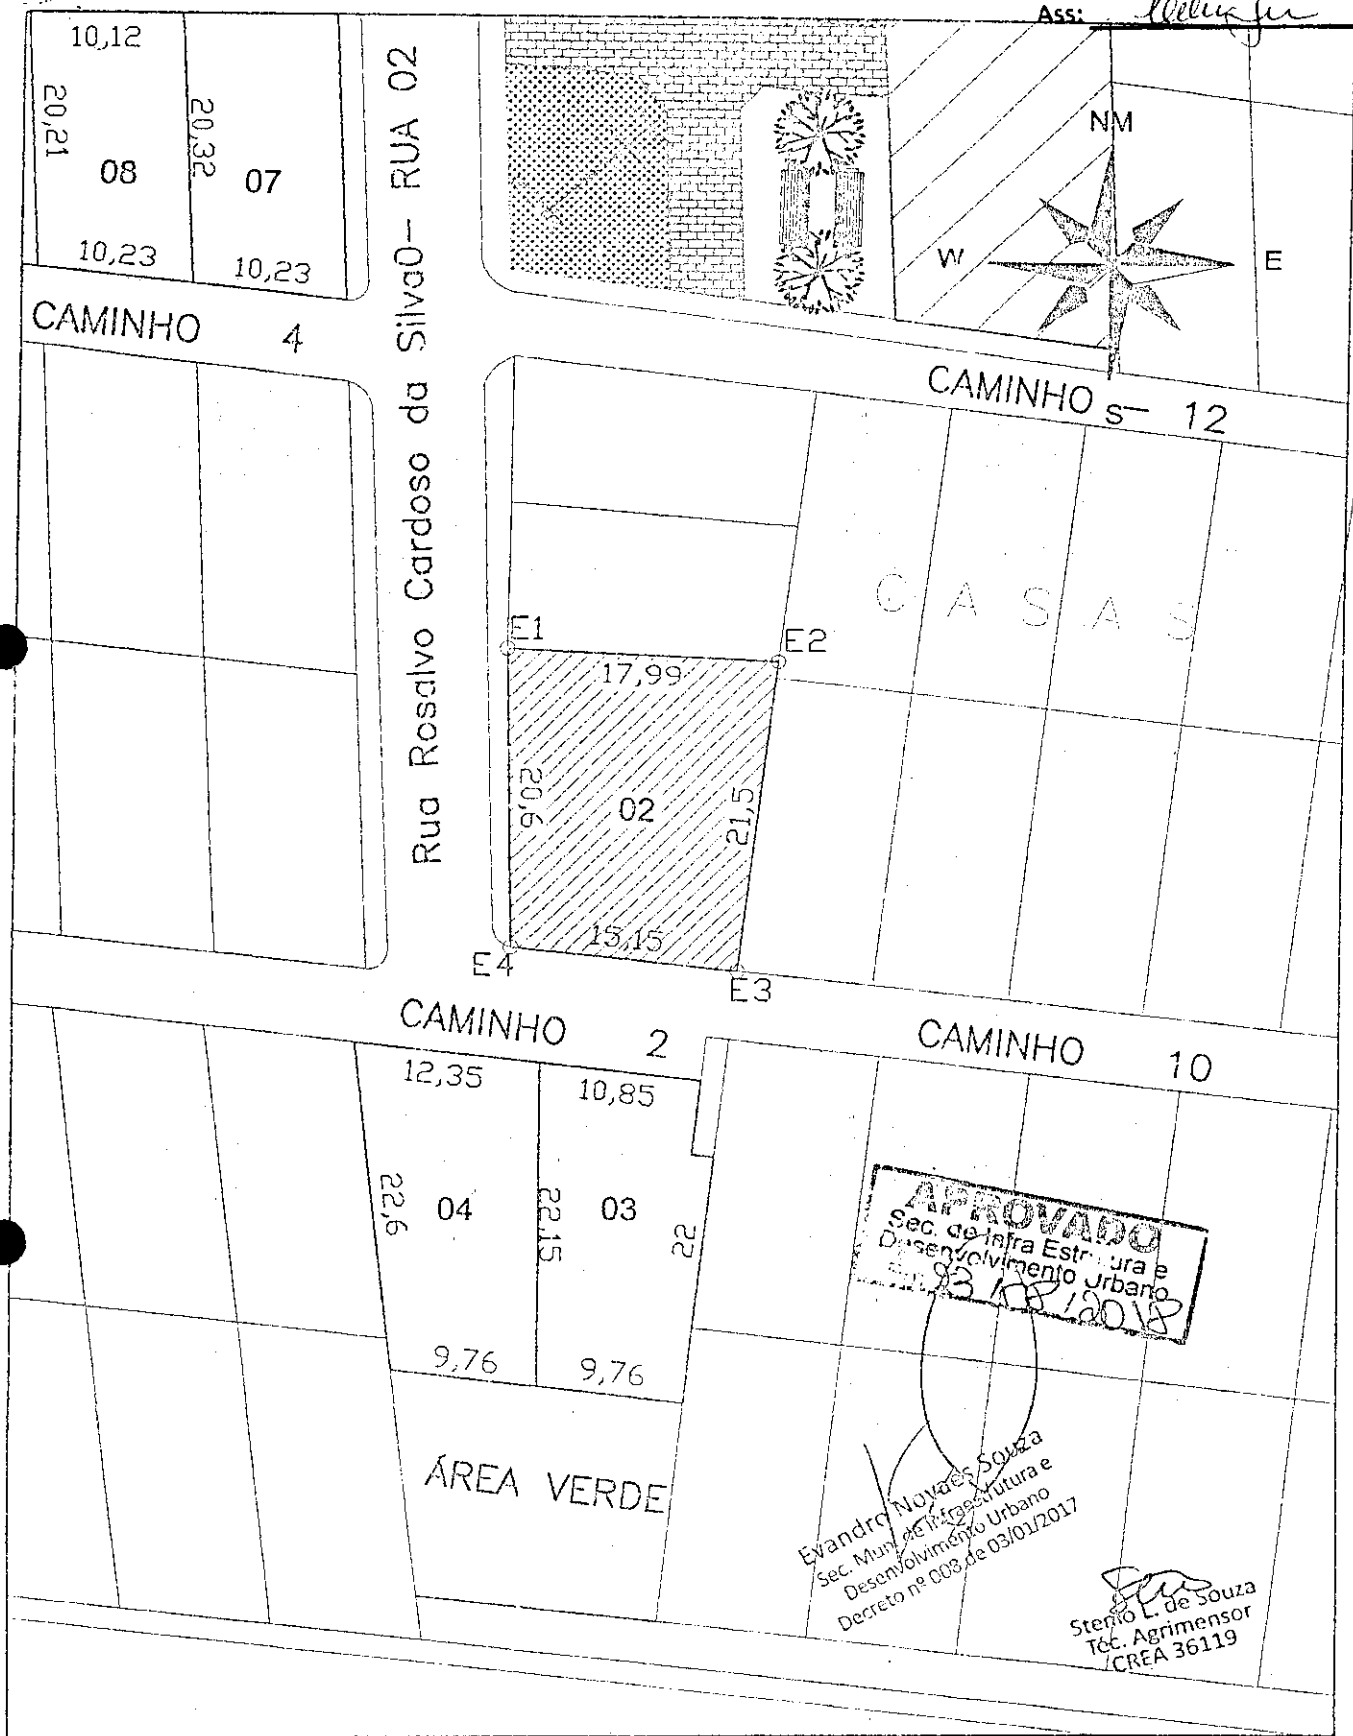 Ass:
10,12
20,21
08
20,32
07
10,23
10,23
Rua Rosalvo Cardoso da Silva0- RUA 02
NM
W
E
S
CAMINHO 4
CAMINHO - 12
CASAS
E1
E2
17,99
20,6
02
21,5
15,15
E4
E3
CAMINHO 2
CAMINHO 10
12,35
10,85
22,6
04
22,15
03
22
9,76
9,76
ÁREA VERDE
APROVADO
Sec. de Infra Estrutura e
Desenvolvimento Urbano
/08/2018
Evandro Novaes Souza
Sec. Mun. de Infraestrutura e
Desenvolvimento Urbano
Decreto nº 008 de 03/01/2017
Stenio L. de Souza
Téc. Agrimensor
CREA 36119